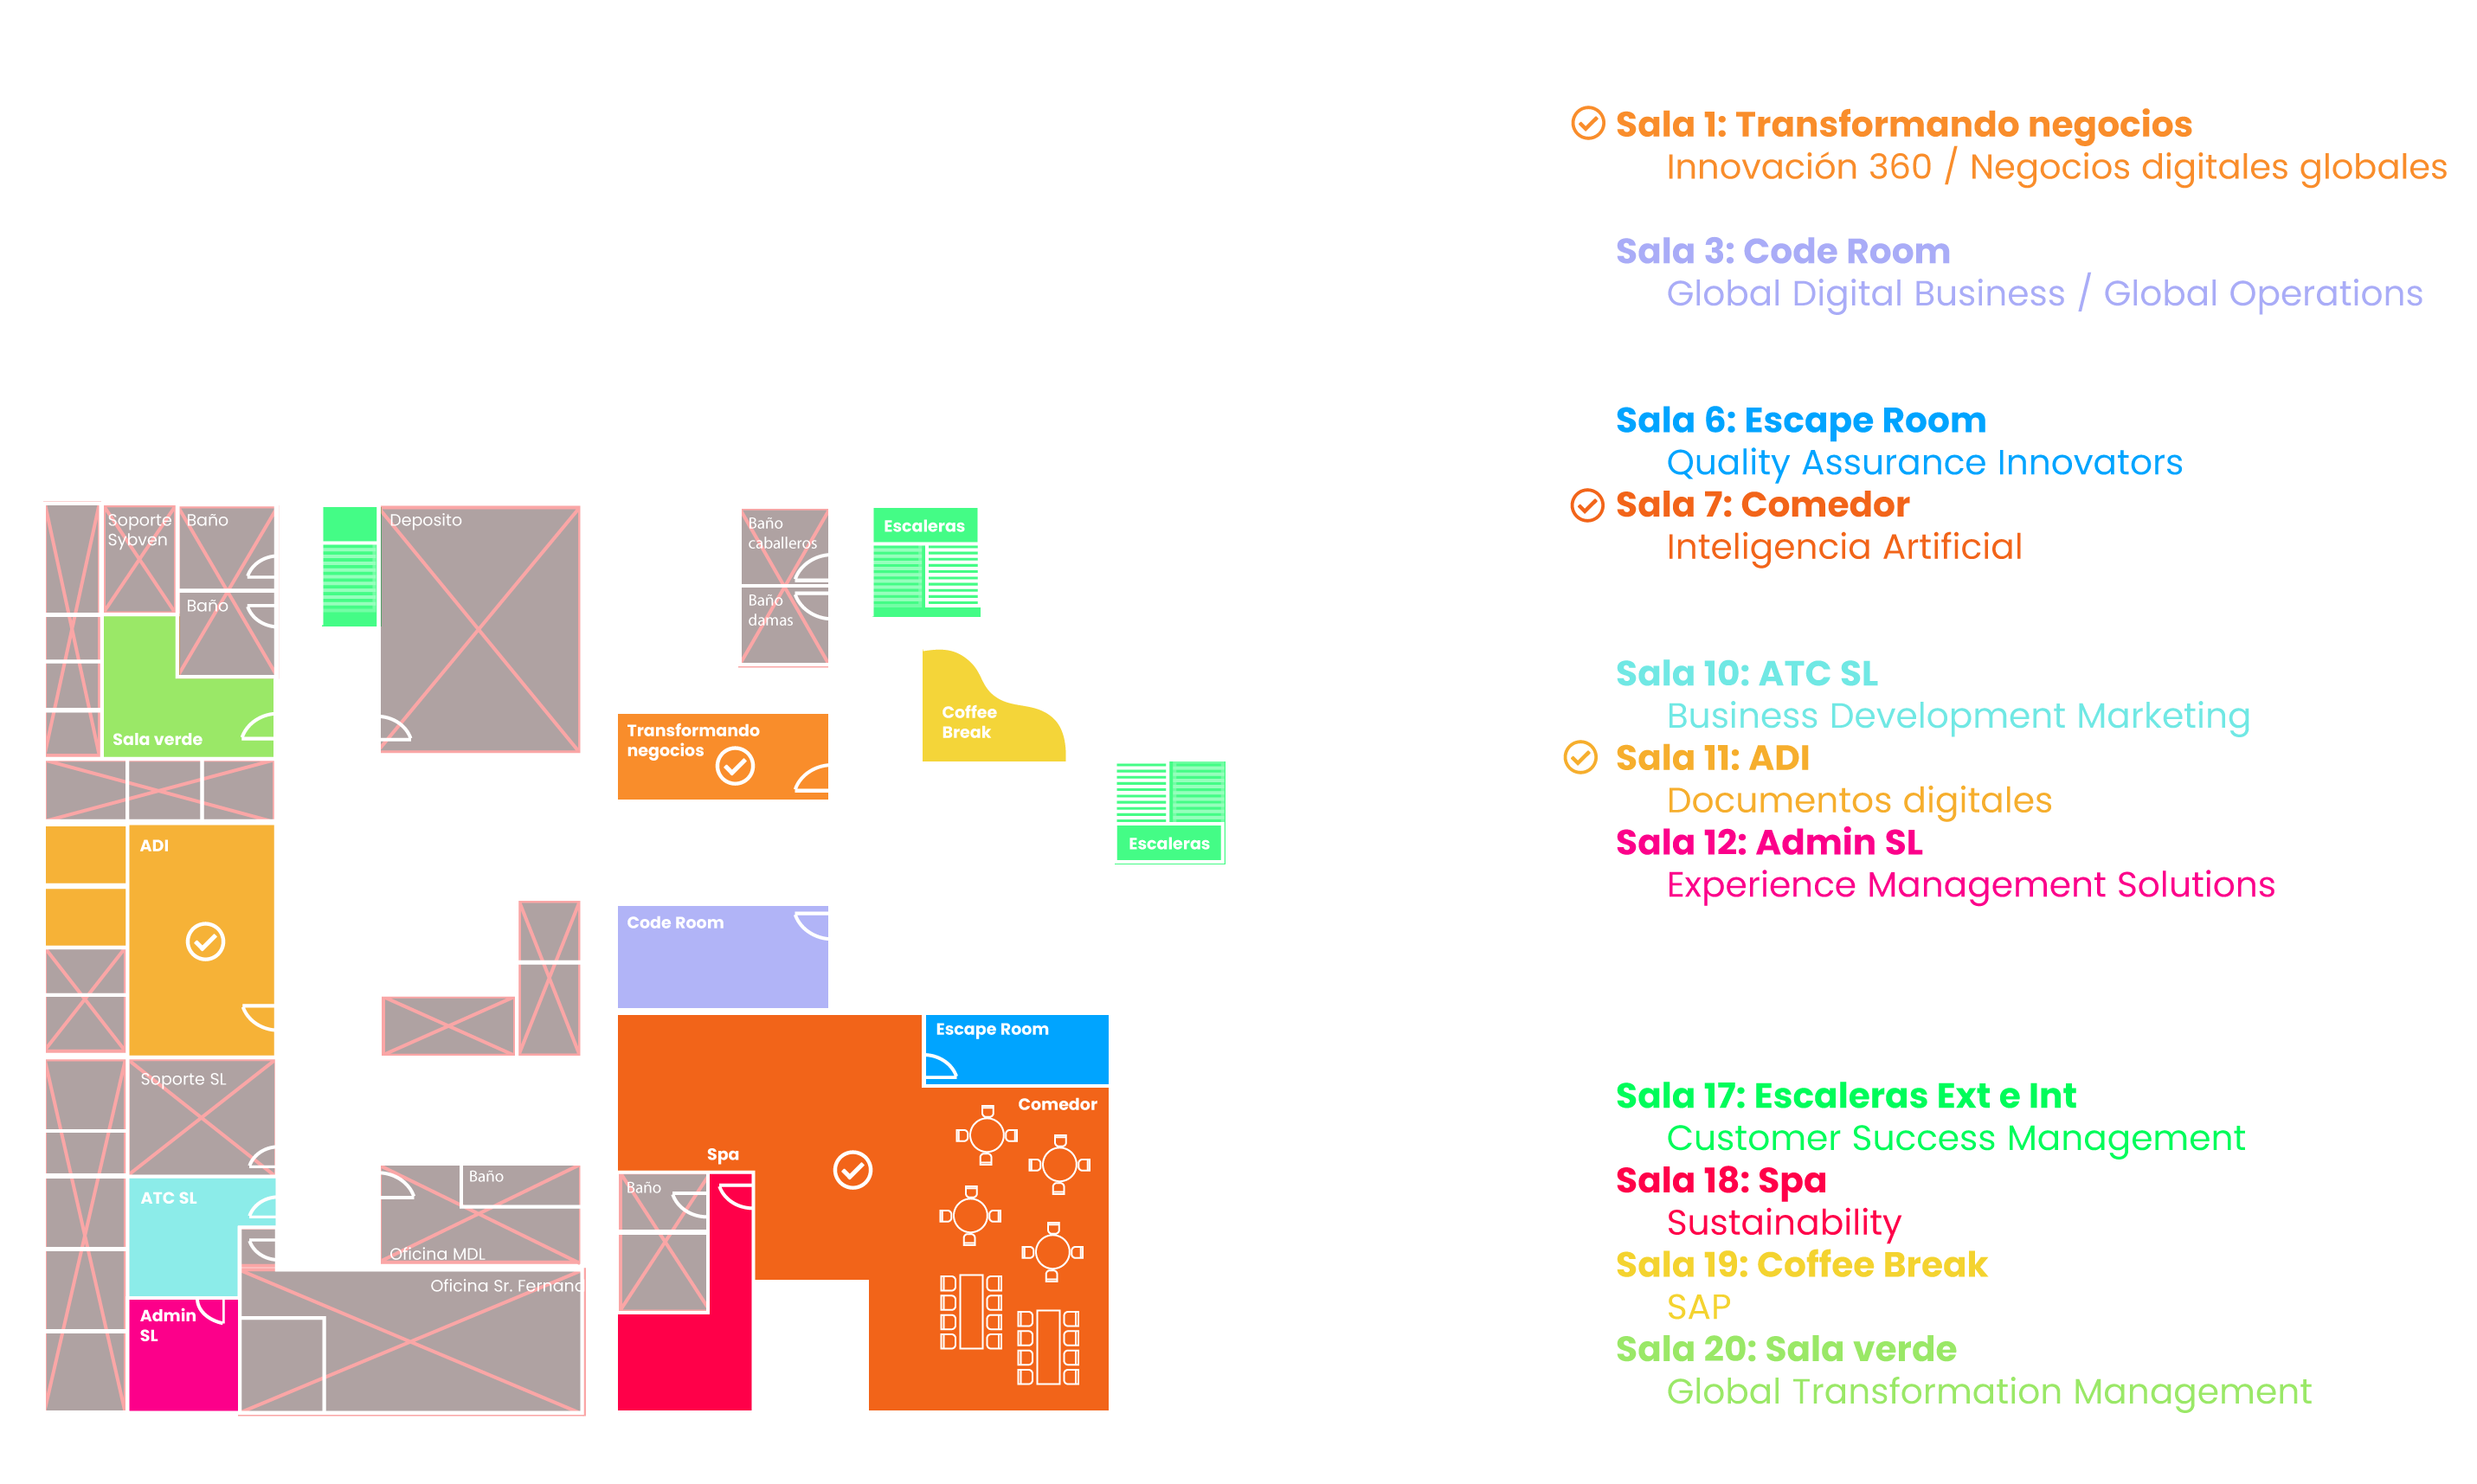 Soporte
Sybven
Baño
Baño
Sala verde
Deposito
Baño
caballeros
Baño
damas
Escaleras
Transformando
negocios
Coffee
Break
Escaleras
ADI
Code Room
Soporte SL
Escape Room
Comedor
Spa
ATC SL
Baño
Baño
Oficina MDL
Oficina Sr. Fernand
Admin
SL
Sala 1: Transformando negocios
Innovación 360 / Negocios digitales globales
Sala 3: Code Room
Global Digital Business / Global Operations
Sala 6: Escape Room
Quality Assurance Innovators
Sala 7: Comedor
Inteligencia Artificial
Sala 10: ATC SL
Business Development Marketing
Sala 11: ADI
Documentos digitales
Sala 12: Admin SL
Experience Management Solutions
Sala 17: Escaleras Ext e Int
Customer Success Management
Sala 18: Spa
Sustainability
Sala 19: Coffee Break
SAP
Sala 20: Sala verde
Global Transformation Management